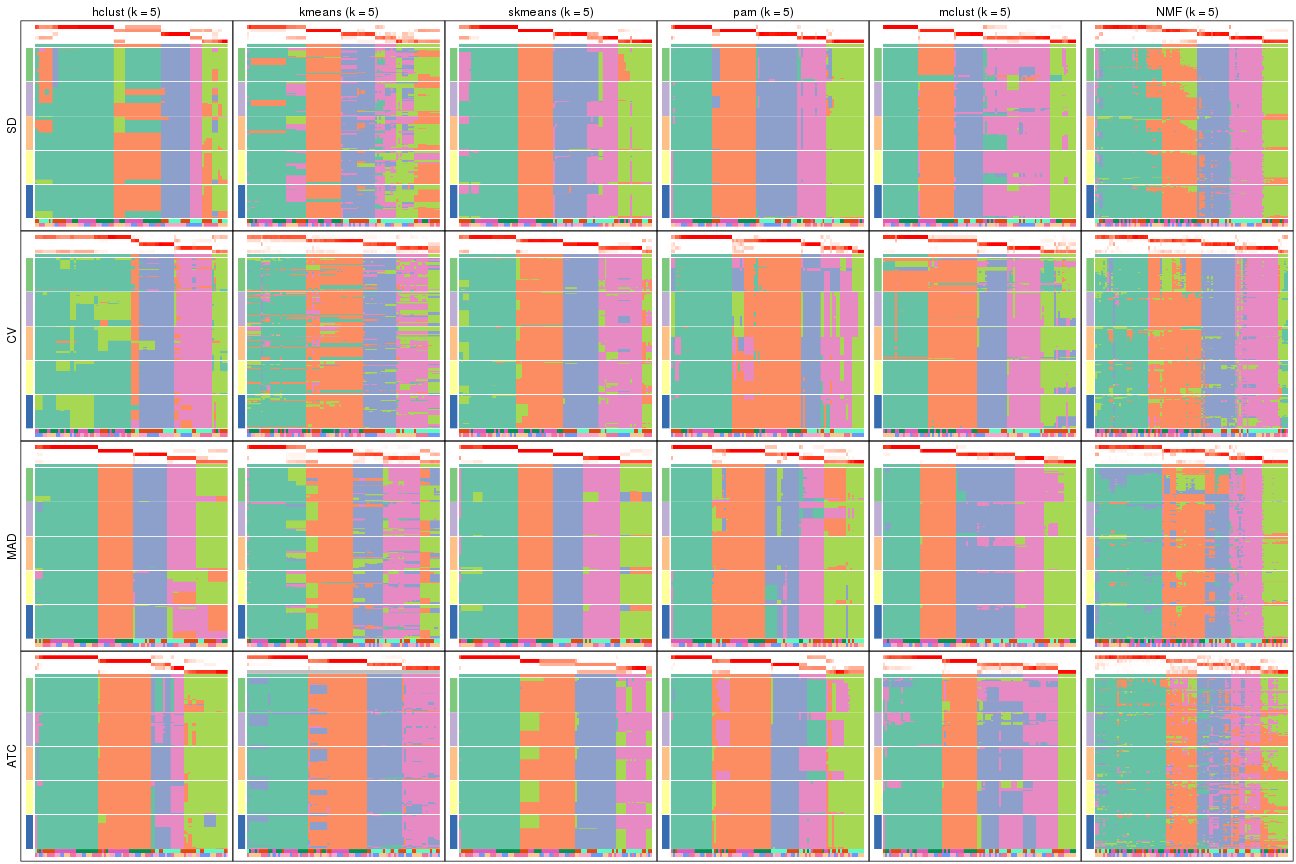 hclust (k = 5)
kmeans (k = 5)
skmeans (k = 5)
pam (k = 5)
mclust (k = 5)
NMF (k = 5)
SD
CV
MAD
ATC